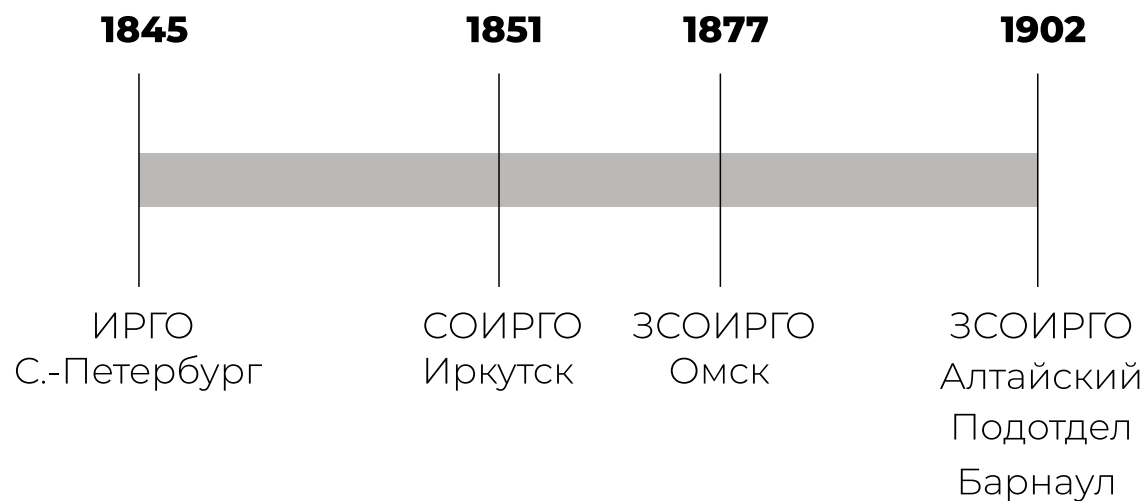 1845 1851 1877 1902
ИРГО СОИРГО ЗСОИРГО ЗСОИРГО
С.-Петербург Иркутск Омск Алтайский
Подотдел
Барнаул